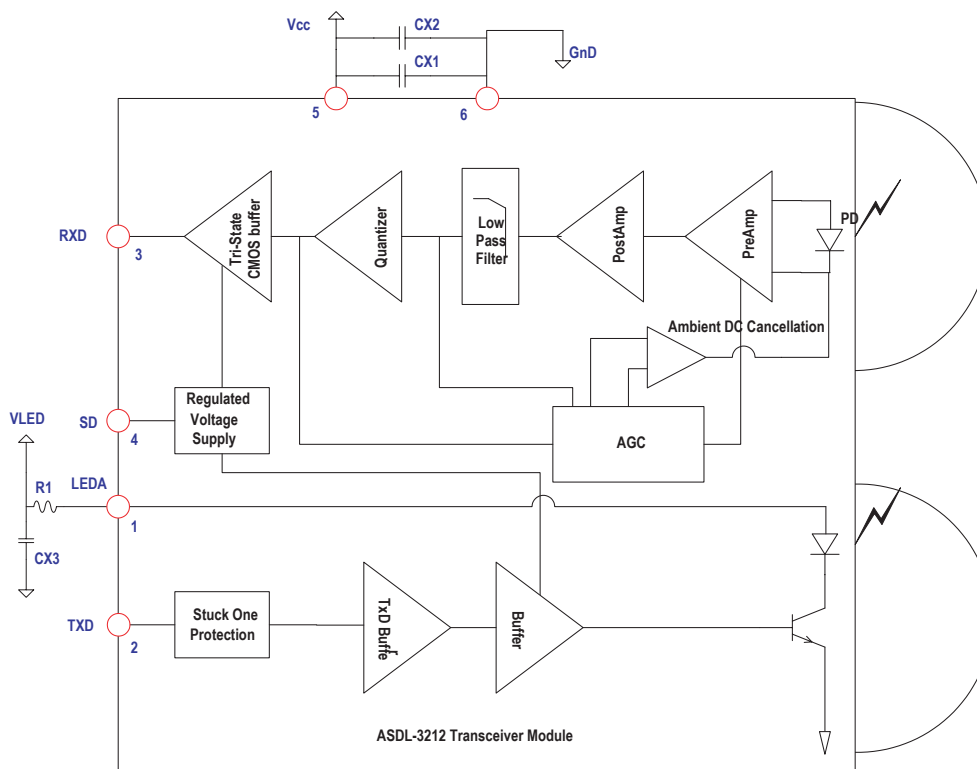 Vcc
CX2
CX1
GnD
5
6
RXD
3
Tri-State
CMOS buffer
Quantizer
Low
Pass
Filter
PostAmp
PreAmp
PD
Ambient DC Cancellation
AGC
SD
4
Regulated
Voltage
Supply
VLED
R1
LEDA
1
CX3
TXD
2
Stuck One
Protection
TxD Buffe
r
Buffer
ASDL-3212 Transceiver Module